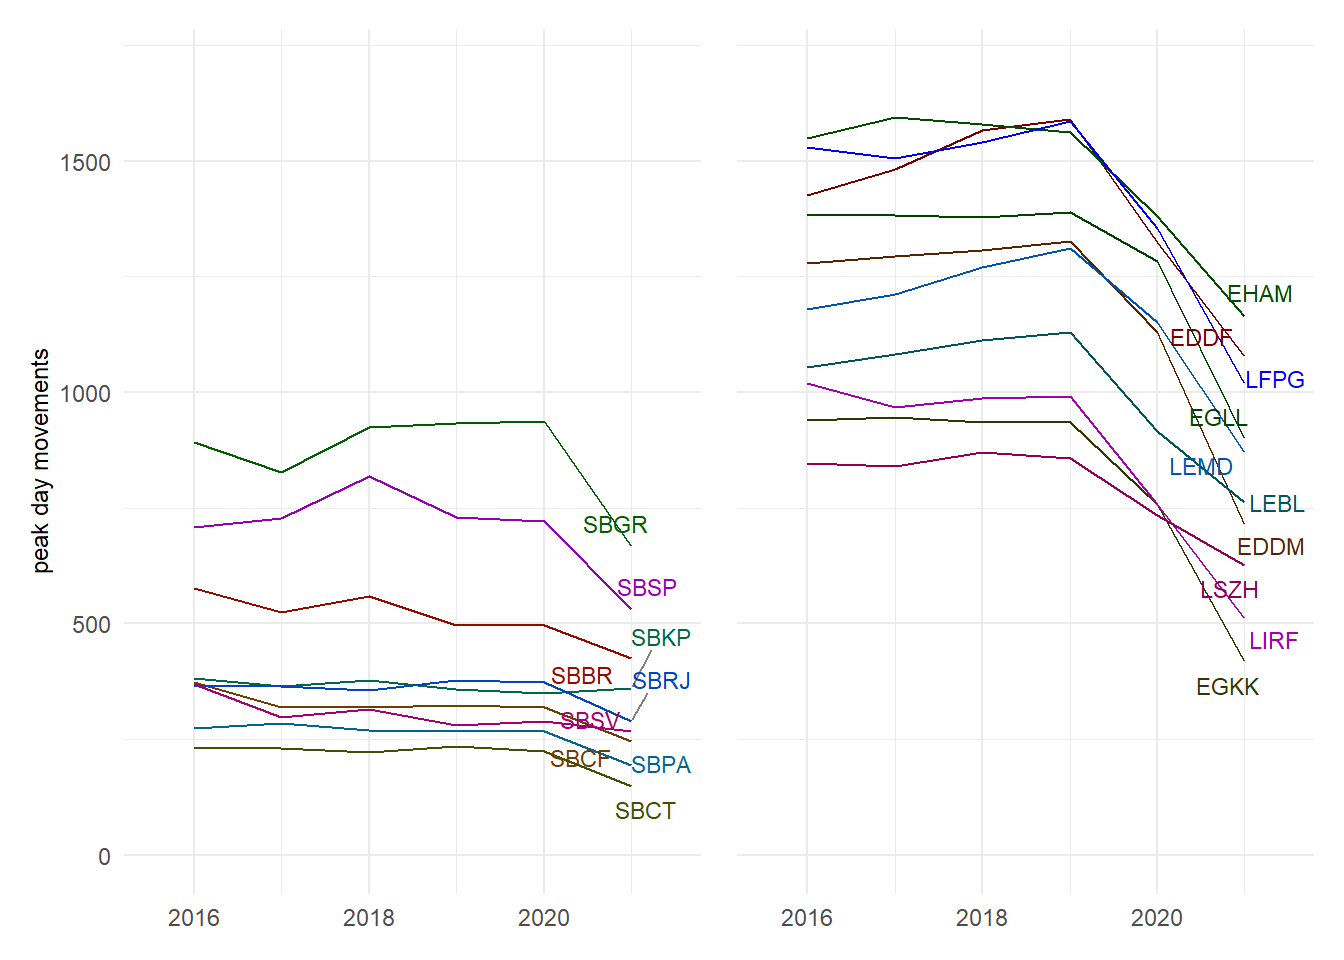 peak day movements
1500
1000
500
0
SBGR
SBSP
SBKP
SBBR
SBRJ
SBSV
SBCF
SBPA
SBCT
2016
2018
2020
EHAM
EDDF
LFPG
EGLL
LEMD
LEBL
EDDM
LSZH
LIRF
EGKK
2016
2018
2020